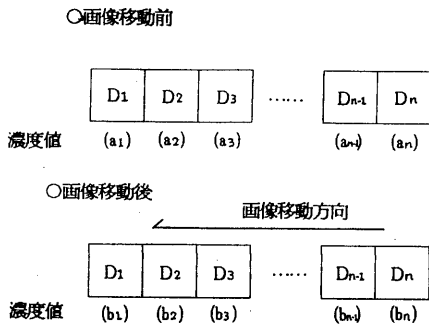 ○画像移動前
D1 D2 D3 …… Dn-1 Dn
濃度値 (a1) (a2) (a3) (an-1) (an)
○画像移動後
画像移動方向
D1 D2 D3 …… Dn-1 Dn
濃度値 (b1) (b2) (b3) (bn-1) (bn)